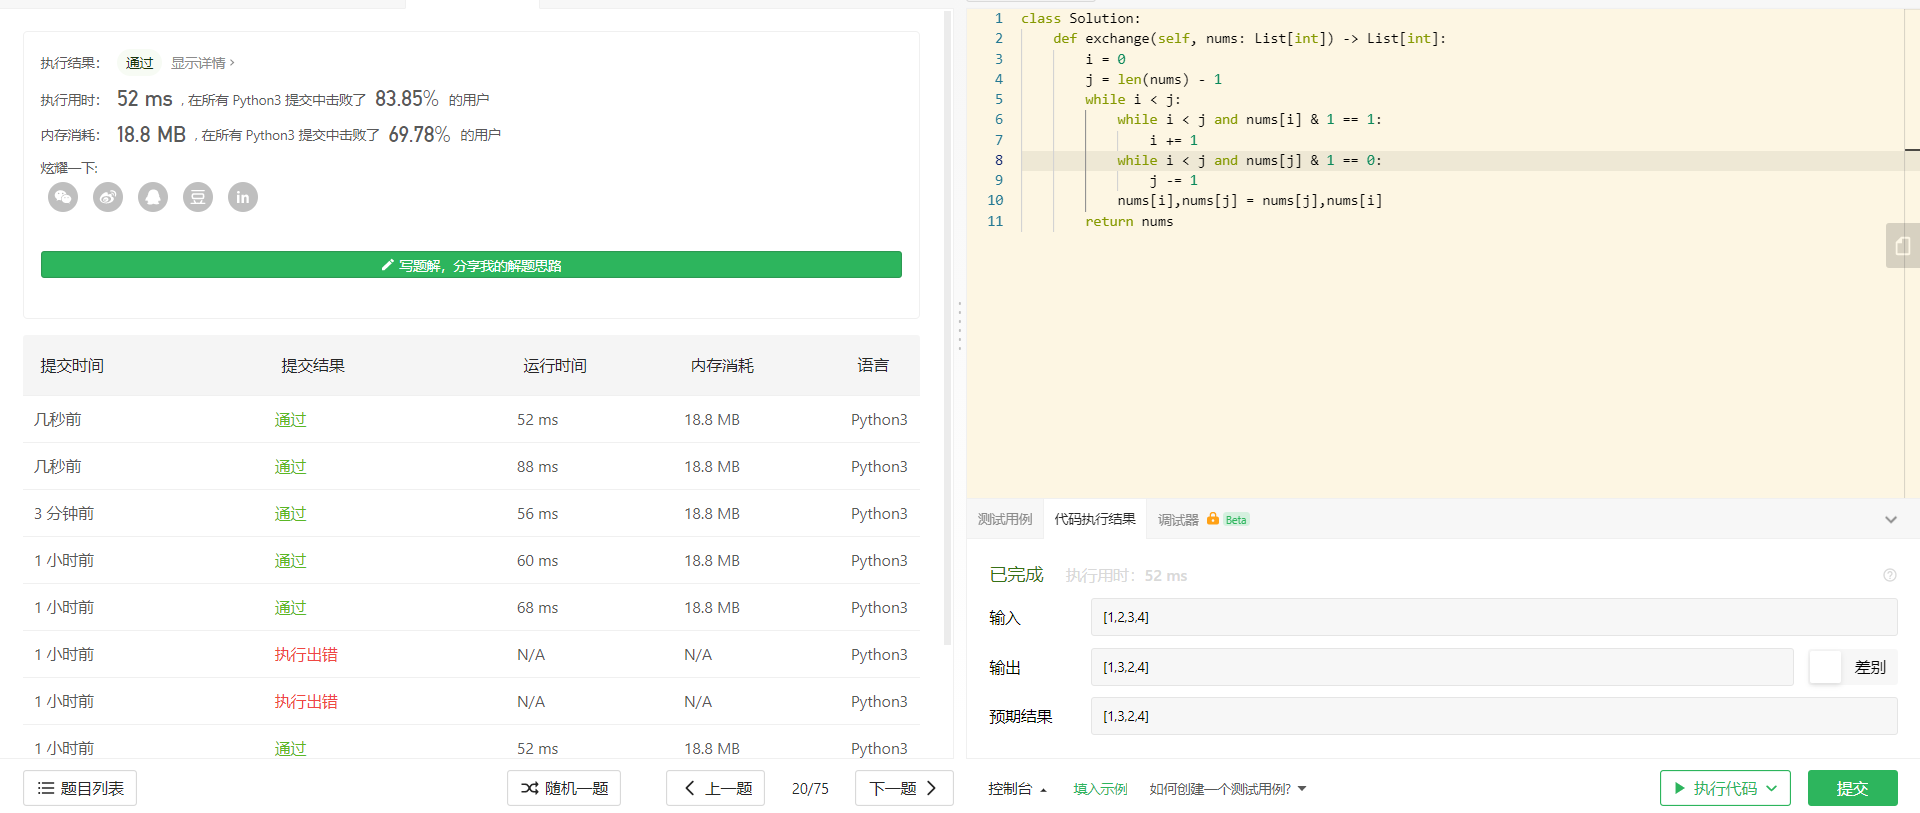 执行结果： 通过 显示详情 ›
执行用时： 52 ms , 在所有 Python3 提交中击败了 83.85% 的用户
内存消耗： 18.8 MB , 在所有 Python3 提交中击败了 69.78% 的用户
炫耀一下:
豆 in
写题解，分享我的解题思路
提交时间 提交结果 运行时间 内存消耗 语言
几秒前 通过 52 ms 18.8 MB Python3
几秒前 通过 88 ms 18.8 MB Python3
3 分钟前 通过 56 ms 18.8 MB Python3
1 小时前 通过 60 ms 18.8 MB Python3
1 小时前 通过 68 ms 18.8 MB Python3
1 小时前 执行出错 N/A N/A Python3
1 小时前 执行出错 N/A N/A Python3
1 小时前 通过 52 ms 18.8 MB Python3
题目列表 随机一题 上一题 20/75 下一题
1 class Solution:
2 def exchange(self, nums: List[int]) -> List[int]:
3 i = 0
4 j = len(nums) - 1
5 while i < j:
6 while i < j and nums[i] & 1 == 1:
7 i += 1
8 while i < j and nums[j] & 1 == 0:
9 j -= 1
10 nums[i],nums[j] = nums[j],nums[i]
11 return nums
测试用例 代码执行结果 调试器 Beta
已完成 执行用时：52 ms
输入 [1,2,3,4]
输出 [1,3,2,4] 差别
预期结果 [1,3,2,4]
控制台 填入示例 如何创建一个测试用例? 执行代码 提交